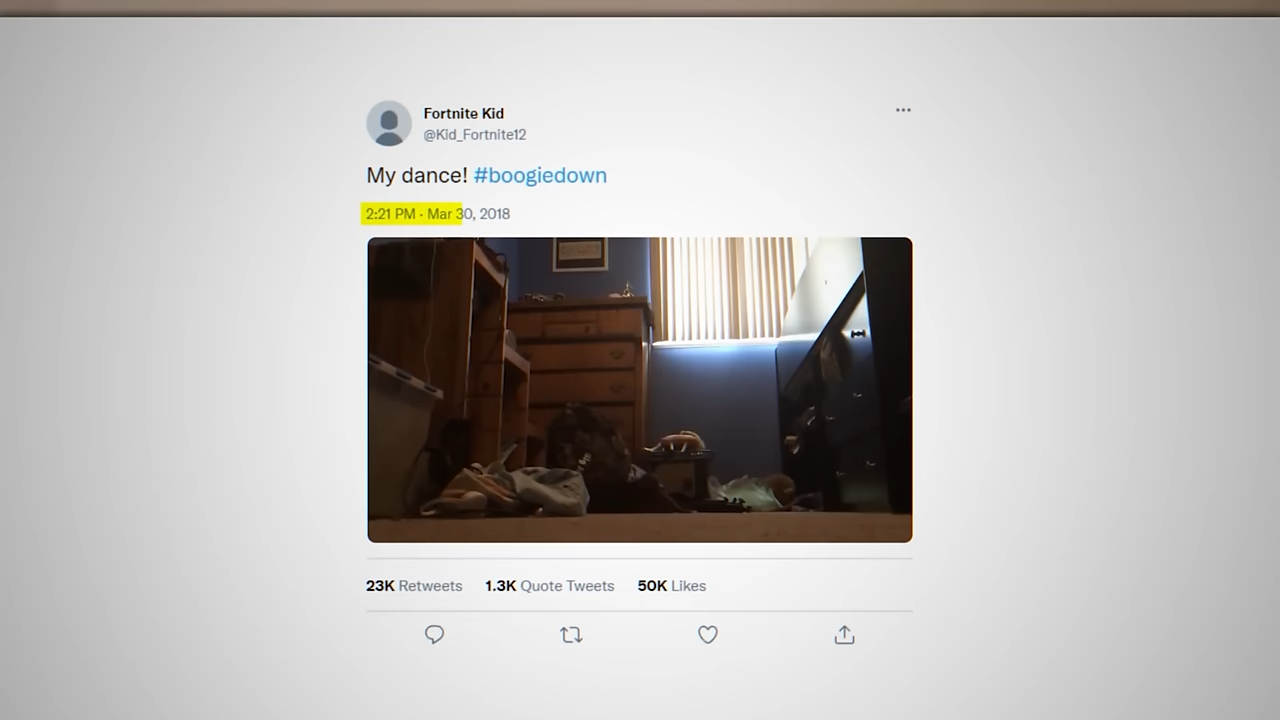 Fortnite Kid
@Kid_Fortnite12
My dance! #boogiedown
2:21 PM · Mar 30, 2018
23K Retweets 1.3K Quote Tweets 50K Likes